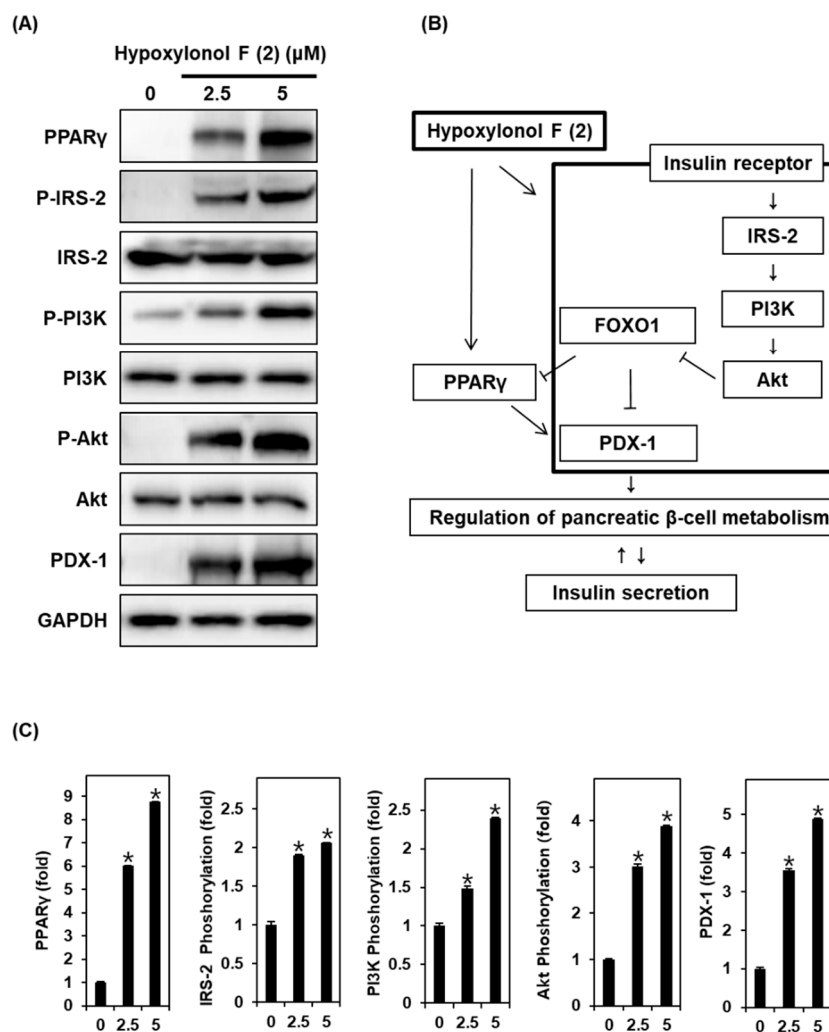 (A)
Hypoxylonol F (2) (µM)
0 2.5 5
PPARγ
P-IRS-2
IRS-2
P-PI3K
PI3K
P-Akt
Akt
PDX-1
GAPDH
(B)
Hypoxylonol F (2)
Insulin receptor
↓
IRS-2
↓
PI3K
FOXO1
↓
PPARγ
Akt
PDX-1
↓
Regulation of pancreatic β-cell metabolism
↑ ↓
Insulin secretion
(C)
PPARγ (fold)
9
8
7
6
5
4
3
2
1
0
*
*
0 2.5 5
IRS-2 Phoshorylation (fold)
2.5
2
1.5
1
0.5
0
*
*
0 2.5 5
PI3K Phoshorylation (fold)
2.5
2
1.5
1
0.5
0
*
*
0 2.5 5
Akt Phoshorylation (fold)
4
3
2
1
0
*
*
0 2.5 5
PDX-1 (fold)
5
4
3
2
1
0
*
*
0 2.5 5